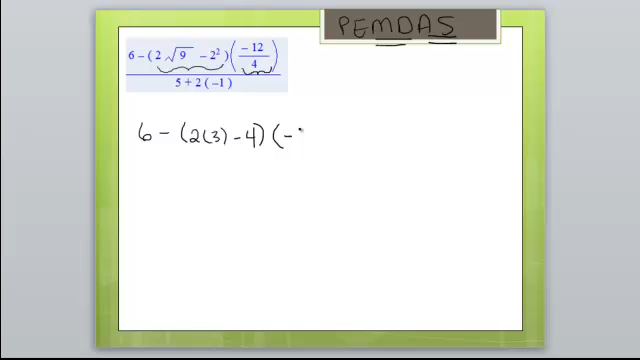 PEMDAS
6 - ( 2 √9 - 2² ) ( -12 / 4 )
5 + 2 ( -1 )
6 - (2(3) - 4) (-